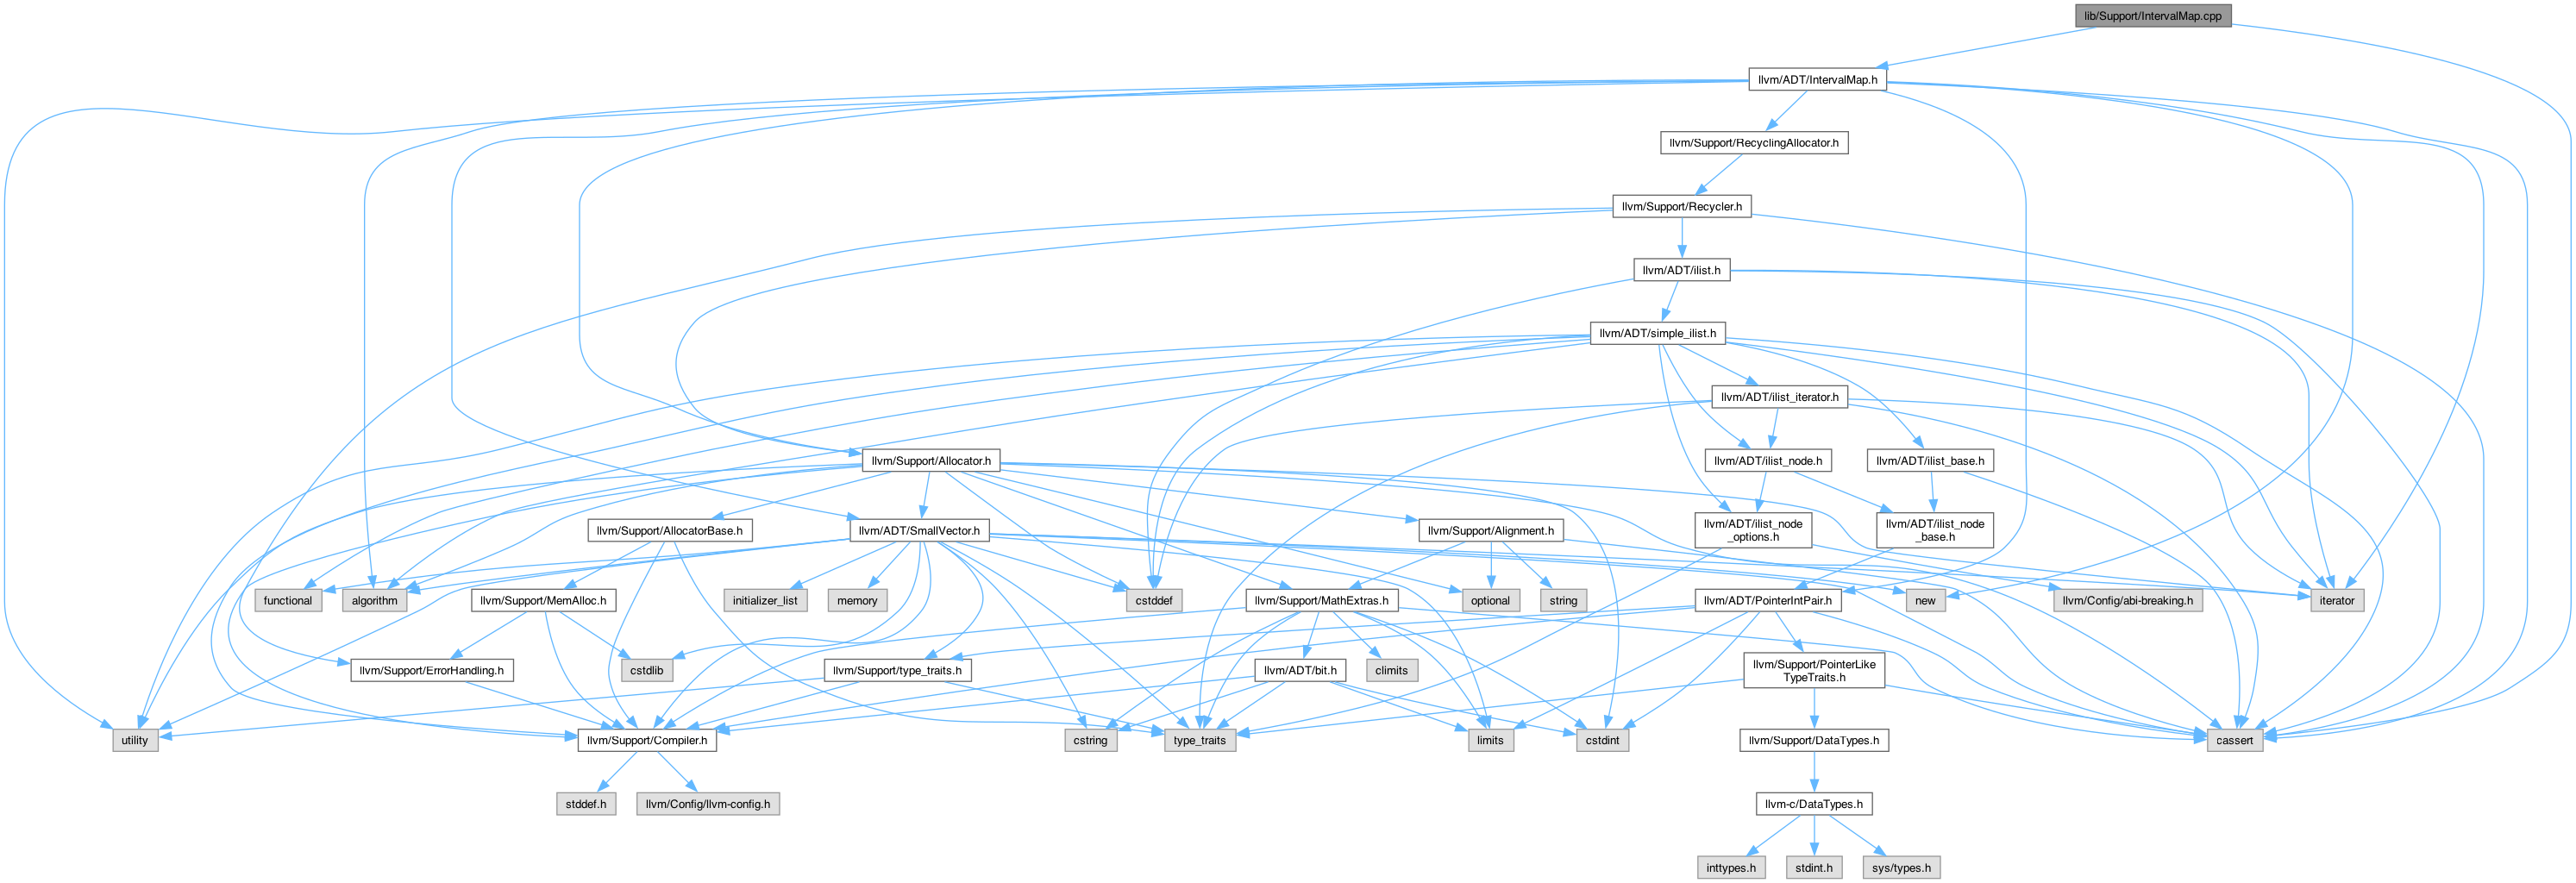 lib/Support/IntervalMap.cpp
llvm/ADT/IntervalMap.h
llvm/Support/RecyclingAllocator.h
llvm/Support/Recycler.h
llvm/ADT/ilist.h
llvm/ADT/simple_ilist.h
llvm/ADT/ilist_iterator.h
llvm/Support/Allocator.h
llvm/ADT/ilist_node.h
llvm/ADT/ilist_base.h
llvm/Support/AllocatorBase.h
llvm/ADT/SmallVector.h
llvm/Support/Alignment.h
llvm/ADT/ilist_node
_options.h
llvm/ADT/ilist_node
_base.h
functional
algorithm
llvm/Support/MemAlloc.h
initializer_list
memory
cstddef
llvm/Support/MathExtras.h
optional
string
llvm/ADT/PointerIntPair.h
new
llvm/Config/abi-breaking.h
iterator
llvm/Support/ErrorHandling.h
cstdlib
llvm/Support/type_traits.h
llvm/ADT/bit.h
climits
llvm/Support/PointerLike
TypeTraits.h
utility
llvm/Support/Compiler.h
cstring
type_traits
limits
cstdint
llvm/Support/DataTypes.h
cassert
stddef.h
llvm/Config/llvm-config.h
llvm-c/DataTypes.h
inttypes.h
stdint.h
sys/types.h